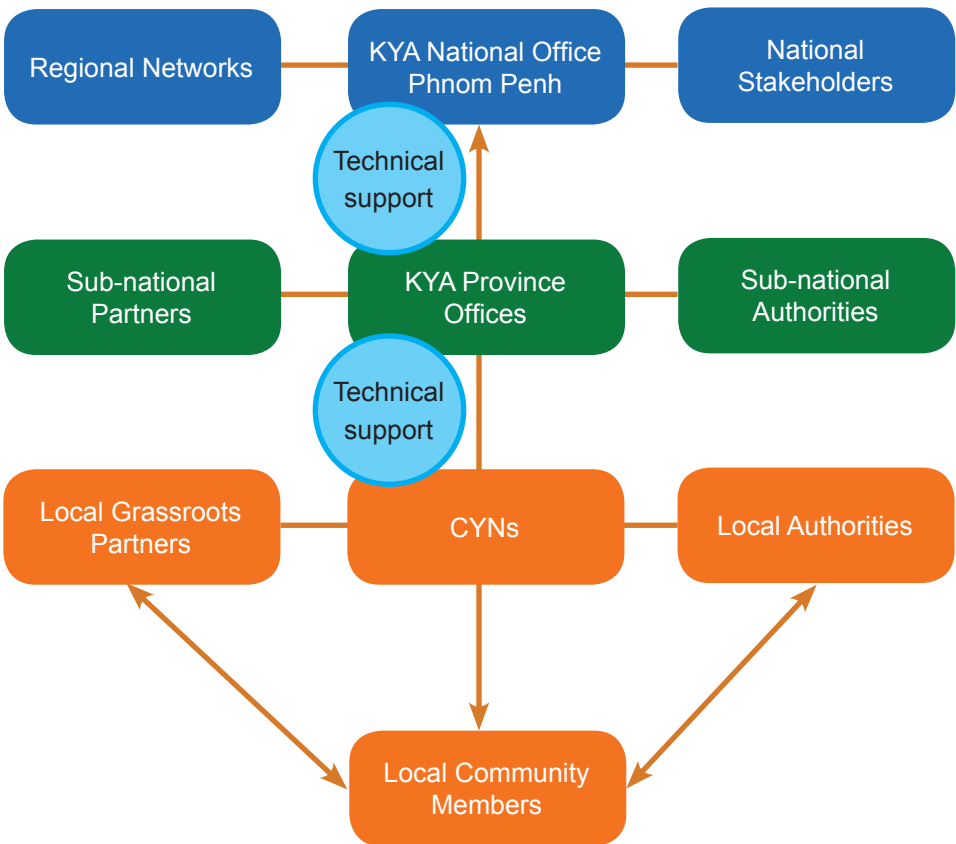 Regional Networks
KYA National Office
Phnom Penh
National
Stakeholders
Technical
support
Sub-national
Partners
KYA Province
Offices
Sub-national
Authorities
Technical
support
Local Grassroots
Partners
CYNs
Local Authorities
Local Community
Members